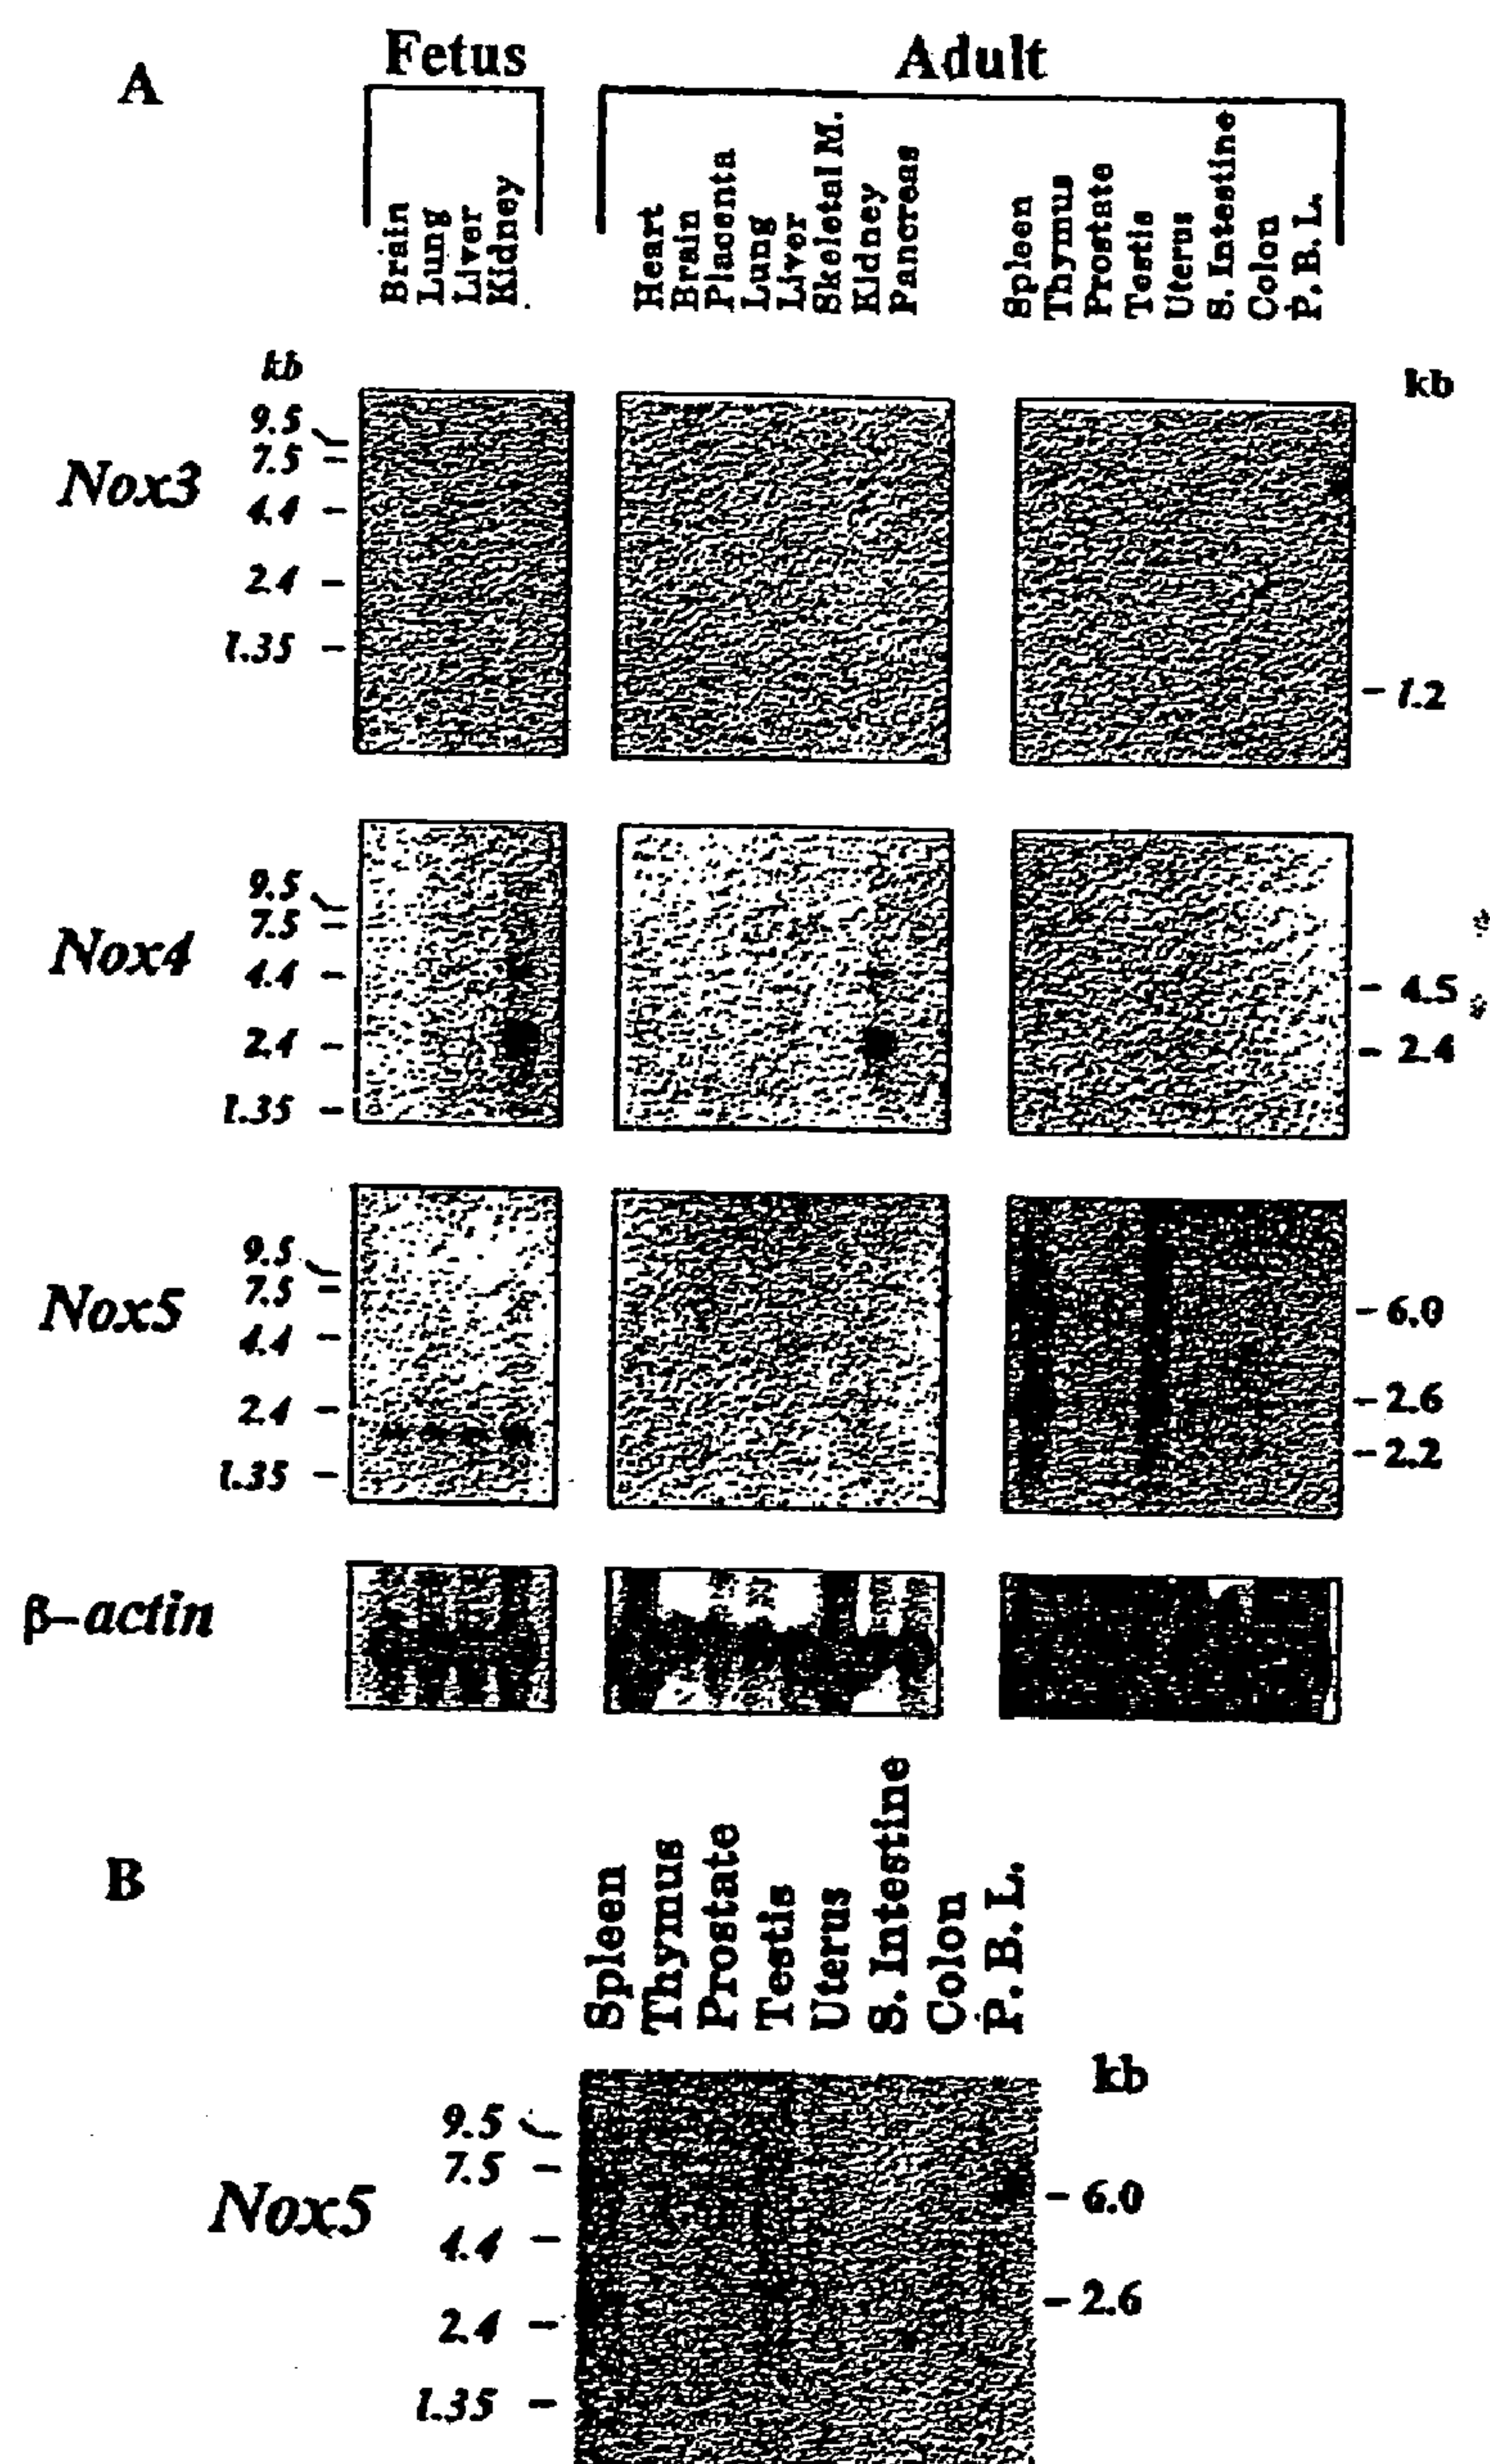 A
Fetus
Adult
Brain
Lung
Liver
Kidney
Heart
Brain
Placenta
Lung
Liver
Skeletal M.
Kidney
Pancreas
Spleen
Thymus
Prostate
Testis
Uterus
S. Intestine
Colon
P. B. L.
kb
kb
Nox3
9.5
7.5
4.4
2.4
1.35
1.2
Nox4
9.5
7.5
4.4
2.4
1.35
4.5
2.4
Nox5
9.5
7.5
4.4
2.4
1.35
6.0
2.6
2.2
β-actin
B
Spleen
Thymus
Prostate
Testis
Uterus
S. Intestine
Colon
P. B. L.
kb
Nox5
9.5
7.5
4.4
2.4
1.35
6.0
2.6